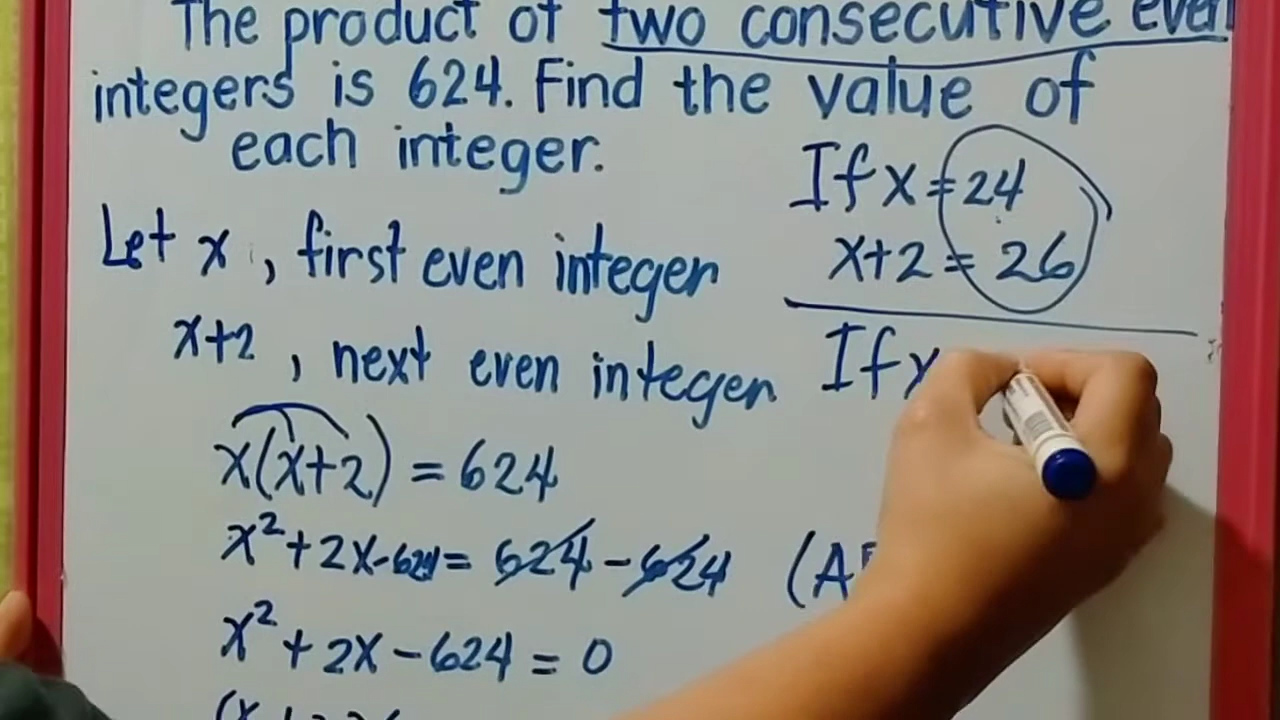 The product of two consecutive even
integers is 624. Find the value of
each integer.
Let x , first even integer
x+2 , next even integer
x(x+2) = 624
x²+2x-624 = 624 - 624 (A
x² + 2x - 624 = 0
(x +
If x = 24
x+2 = 26
If x